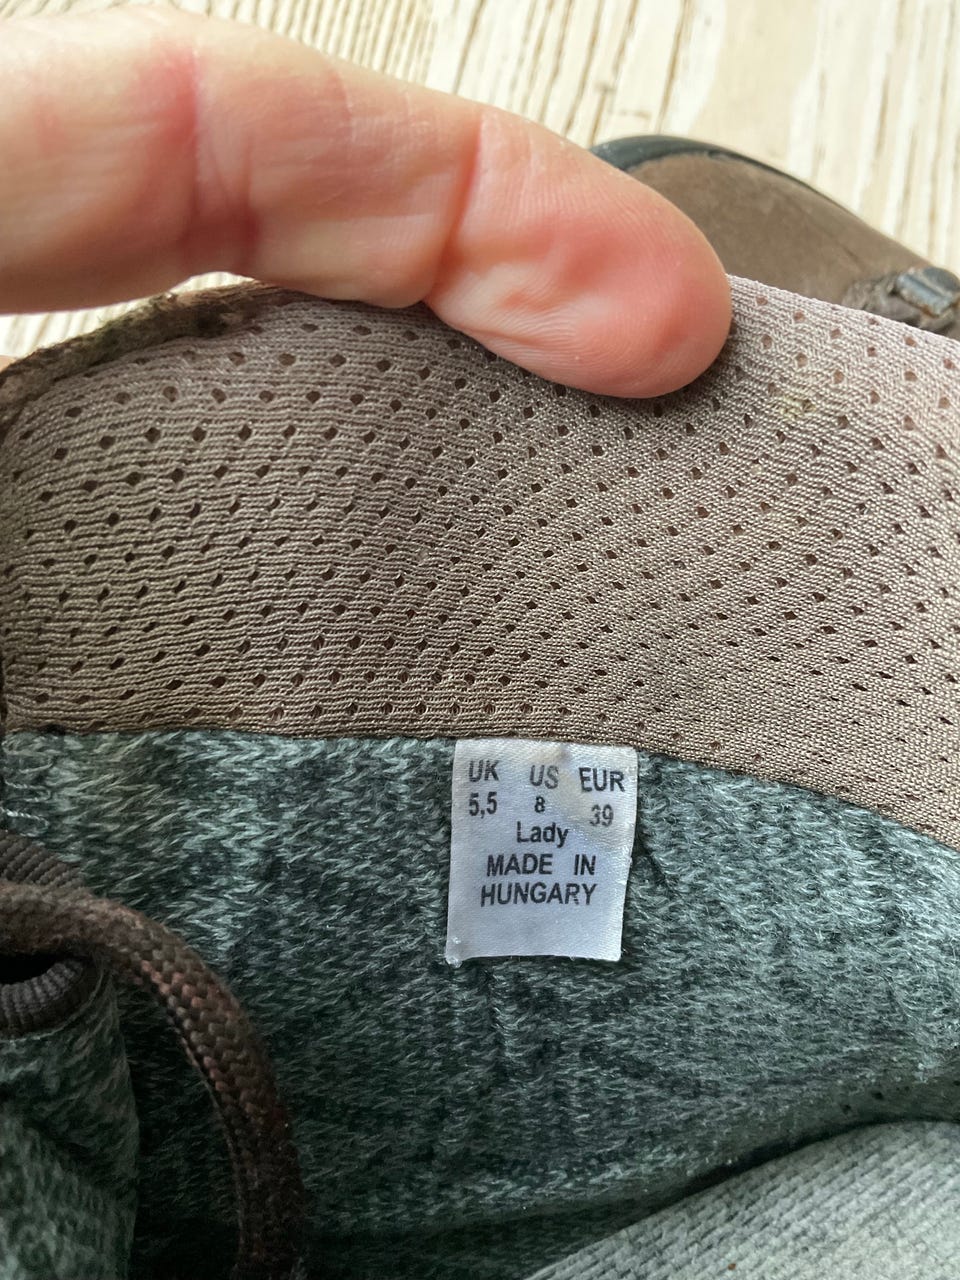 UK US EUR
5,5 8 39
Lady
MADE IN
HUNGARY